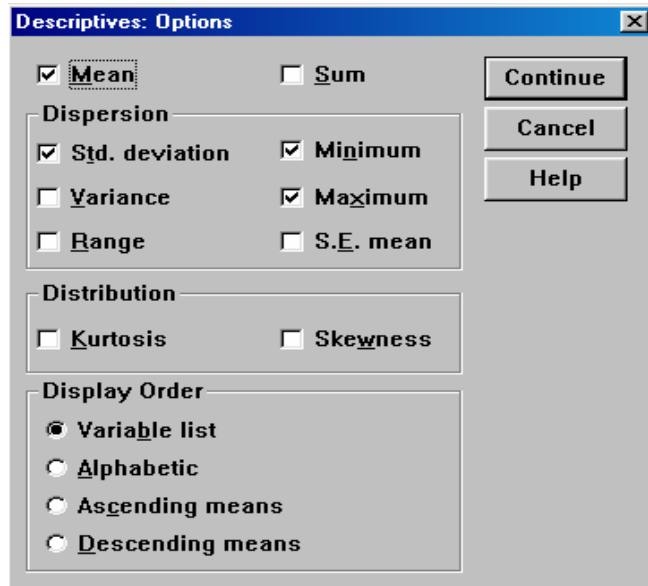 Descriptives: Options
Mean Sum Continue
Dispersion
Cancel
Std. deviation Minimum
Help
Variance Maximum
Range S.E. mean
Distribution
Kurtosis Skewness
Display Order
Variable list
Alphabetic
Ascending means
Descending means